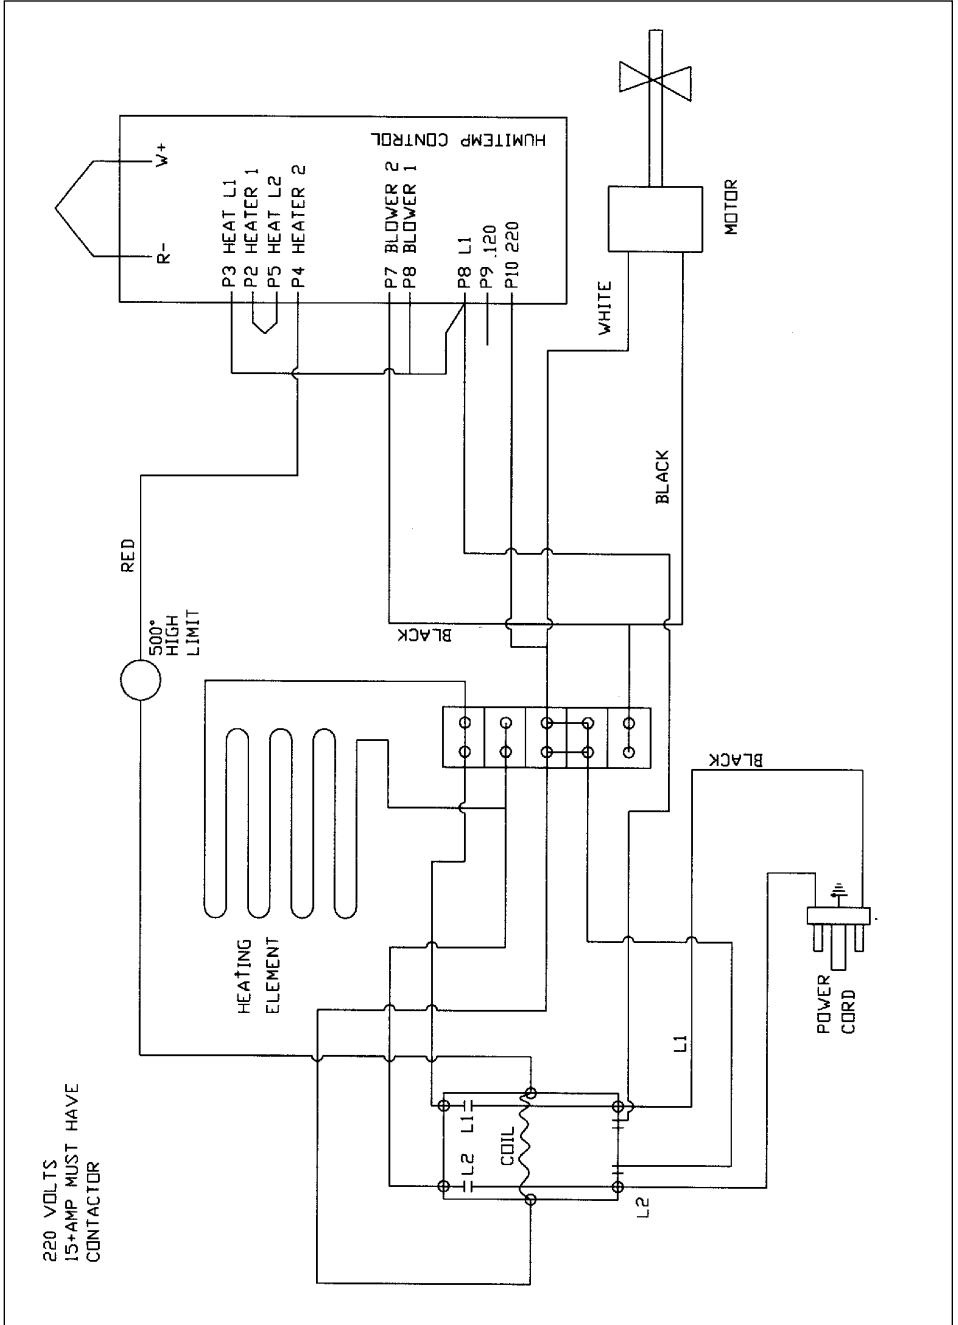 W+
R-
HUMITEMP CONTROL
P3 HEAT L1
P2 HEATER 1
P5 HEAT L2
P4 HEATER 2
P7 BLOWER 2
P8 BLOWER 1
P8 L1
P9 .120
P10 220
MOTOR
WHITE
BLACK
RED
500°
HIGH
LIMIT
BLACK
BLACK
HEATING
ELEMENT
POWER
CORD
L1
L1
L2
COIL
L2
220 VOLTS
15+AMP MUST HAVE
CONTACTOR